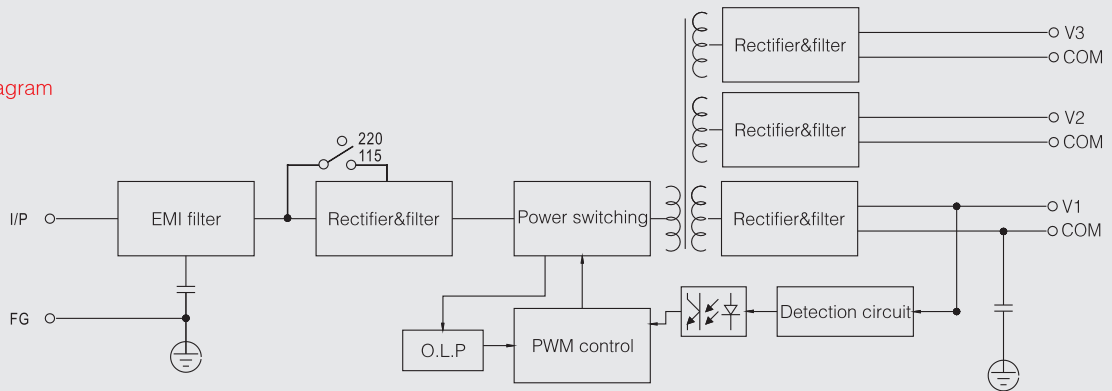 agram
Rectifier&filter
V3
COM
Rectifier&filter
V2
COM
220
115
I/P
EMI filter
Rectifier&filter
Power switching
Rectifier&filter
V1
COM
FG
O.L.P
PWM control
Detection circuit